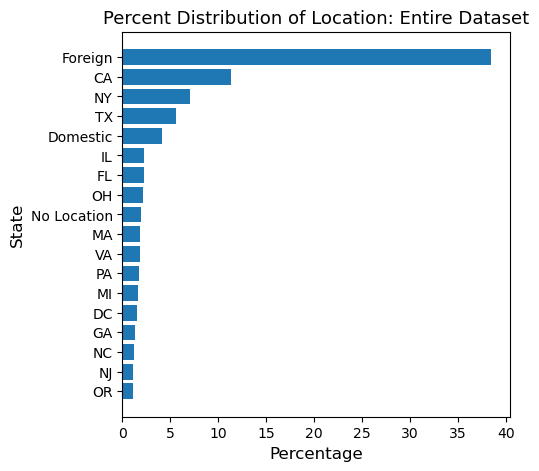 Percent Distribution of Location: Entire Dataset
Foreign
CA
NY
TX
Domestic
IL
FL
OH
No Location
MA
VA
PA
MI
DC
GA
NC
NJ
OR
State
0 5 10 15 20 25 30 35 40
Percentage